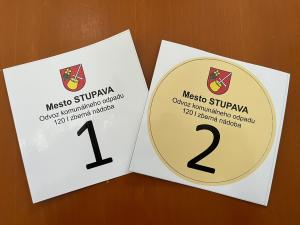 Mesto STUPAVA
Odvoz komunálneho odpadu
120 l zberná nádoba
1
Mesto STUPAVA
Odvoz komunálneho odpadu
120 l zberná nádoba
2